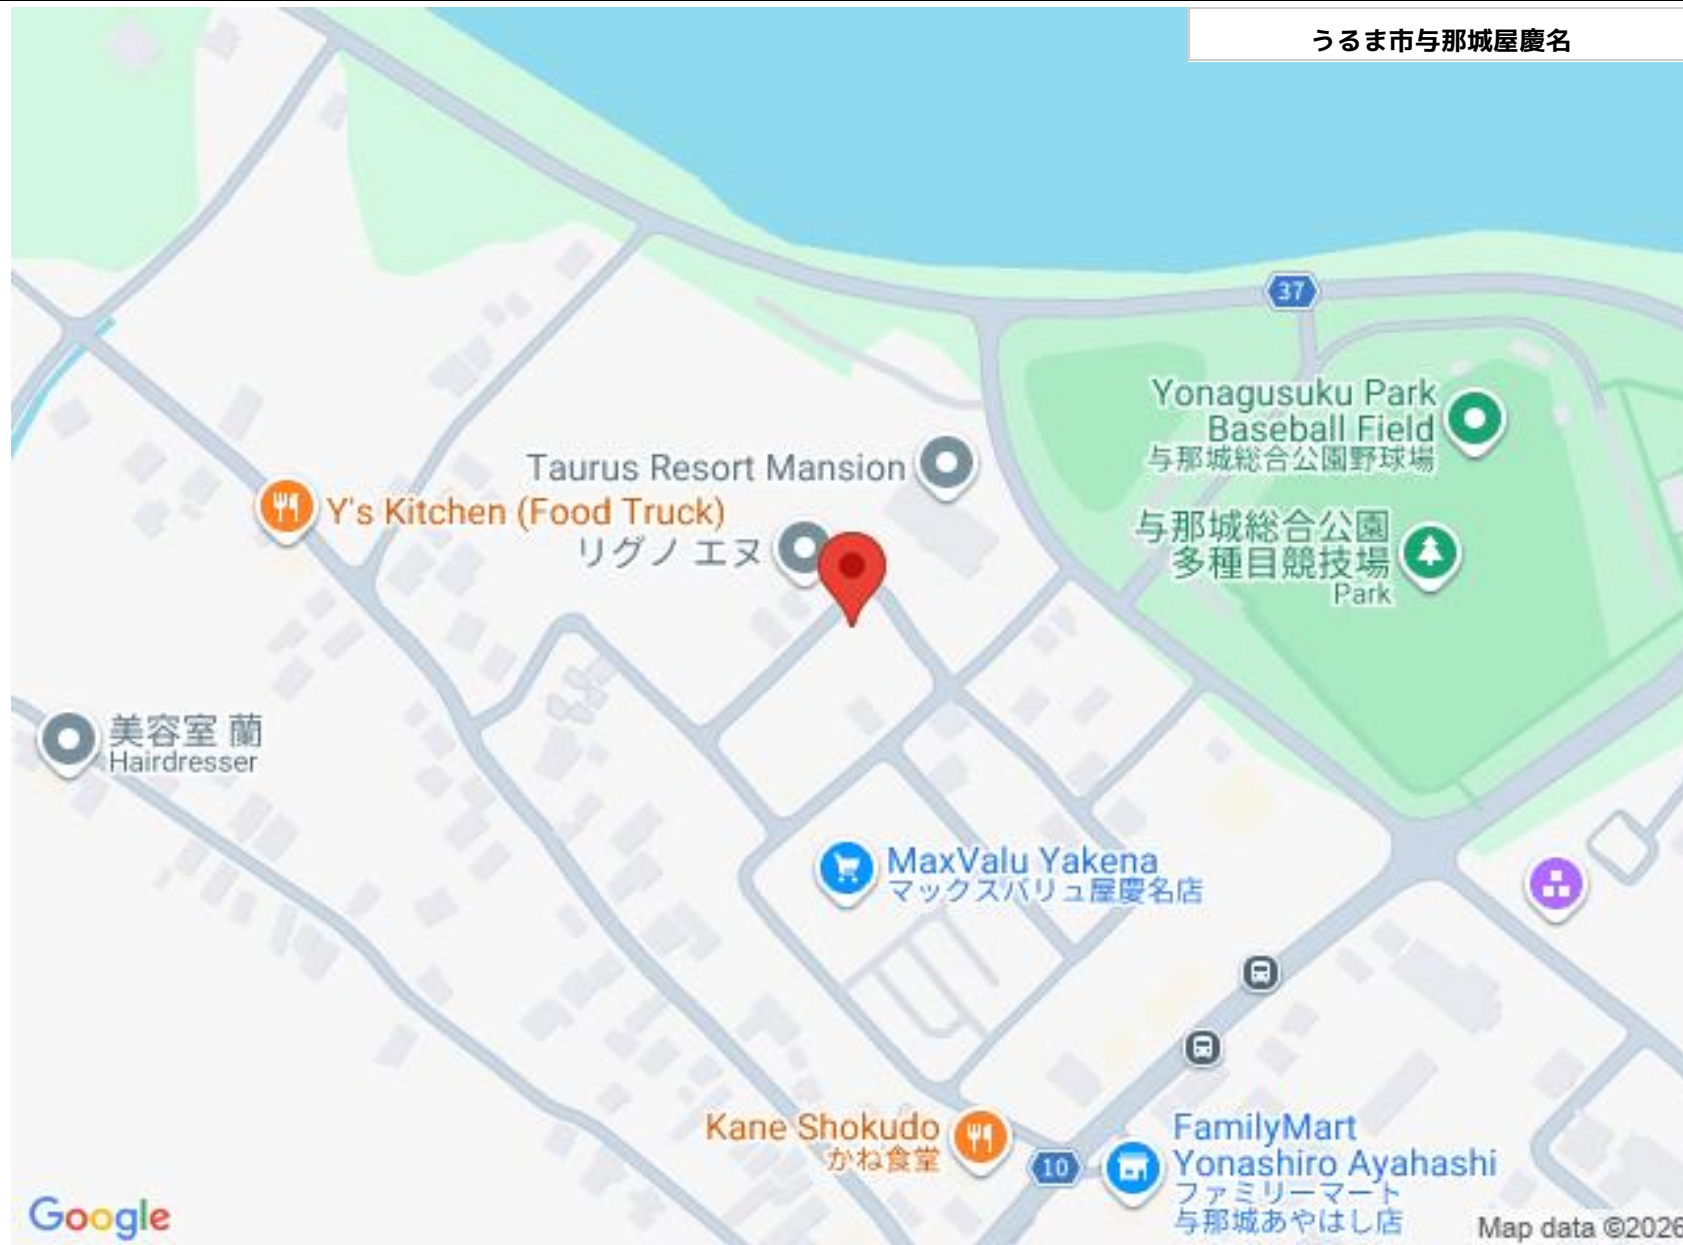 うるま市与那城屋慶名
37
Yonagusuku Park
Baseball Field
与那城総合公園野球場
Taurus Resort Mansion
Y's Kitchen (Food Truck)
リグノ エヌ
与那城総合公園
多種目競技場
Park
美容室 蘭
Hairdresser
MaxValu Yakena
マックスバリュ屋慶名店
Kane Shokudo
かね食堂
10
FamilyMart
Yonashiro Ayahashi
ファミリーマート
与那城あやはし店
Google
Map data ©2026